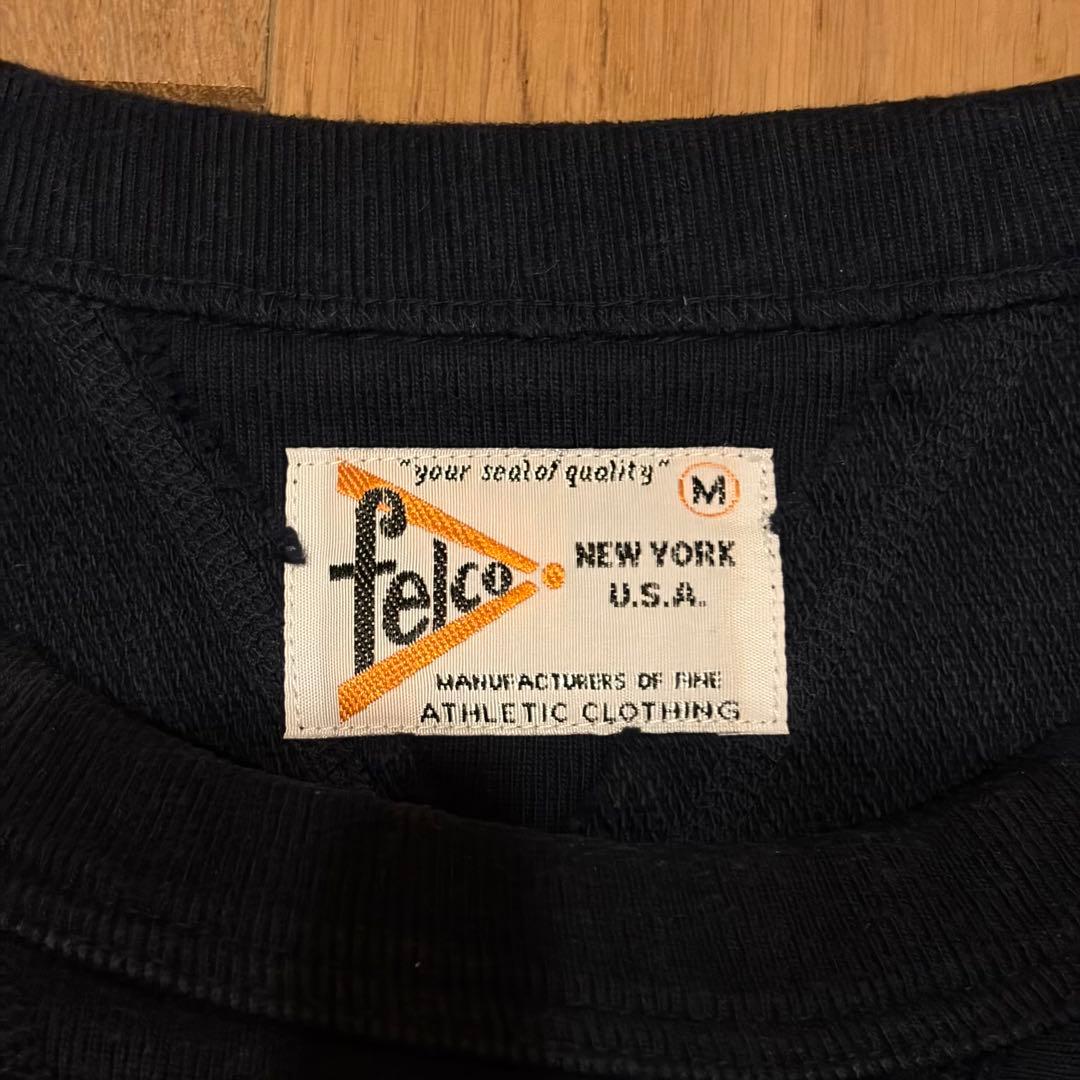 "your seal of quality" M
felco
NEW YORK
U.S.A.
MANUFACTURERS OF FINE
ATHLETIC CLOTHING